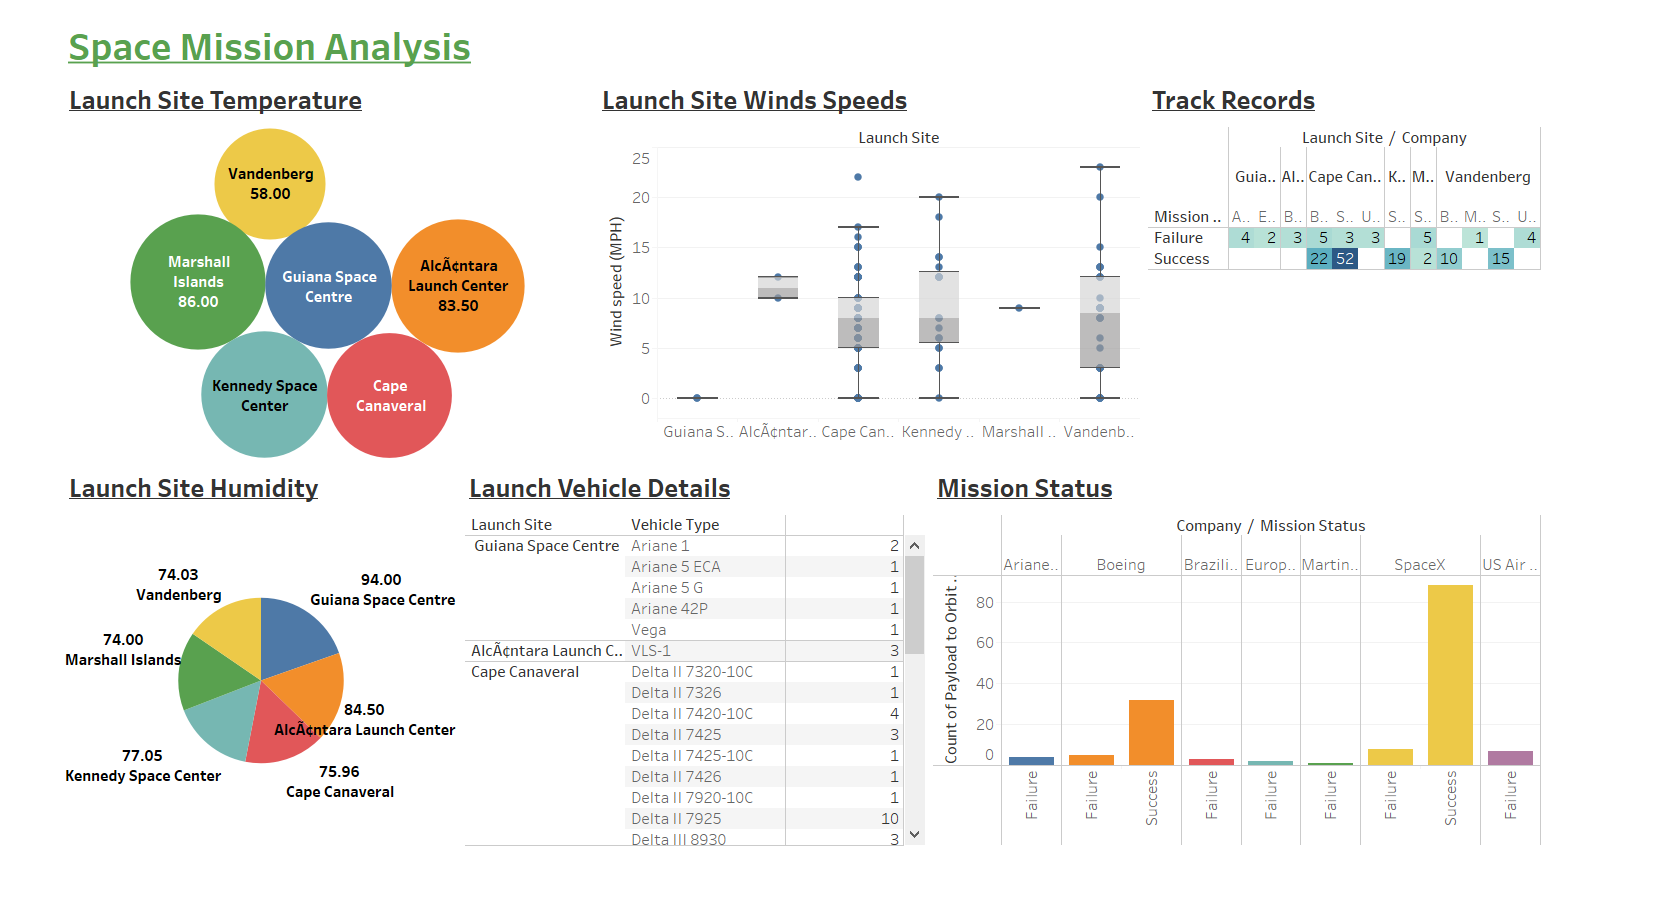 Space Mission Analysis
Launch Site Temperature
Vandenberg
58.00
Marshall
Islands
86.00
Guiana Space
Centre
AlcÃ¢ntara
Launch Center
83.50
Kennedy Space
Center
Cape
Canaveral
Launch Site Winds Speeds
Launch Site
Wind speed (MPH)
25
20
15
10
5
0
Guiana S.. AlcÃ¢ntar.. Cape Can.. Kennedy .. Marshall .. Vandenb..
Track Records
Launch Site / Company
Guia.. Al.. Cape Can.. K.. M.. Vandenberg
Mission .. A.. E.. B.. B.. S.. U.. S.. S.. B.. M.. S.. U..
Failure 4 2 3 5 3 3 5 1 4
Success 22 52 19 2 10 15
Launch Site Humidity
74.03
Vandenberg
94.00
Guiana Space Centre
74.00
Marshall Islands
84.50
AlcÃ¢ntara Launch Center
77.05
Kennedy Space Center
75.96
Cape Canaveral
Launch Vehicle Details
Launch Site Vehicle Type
Guiana Space Centre Ariane 1 2
Ariane 5 ECA 1
Ariane 5 G 1
Ariane 42P 1
Vega 1
AlcÃ¢ntara Launch C.. VLS-1 3
Cape Canaveral Delta II 7320-10C 1
Delta II 7326 1
Delta II 7420-10C 4
Delta II 7425 3
Delta II 7425-10C 1
Delta II 7426 1
Delta II 7920-10C 1
Delta II 7925 10
Delta III 8930 3
Mission Status
Company / Mission Status
Ariane.. Boeing Brazili.. Europ.. Martin.. SpaceX US Air ..
Count of Payload to Orbit ..
80
60
40
20
0
Failure Failure Success Failure Failure Failure Failure Success Failure